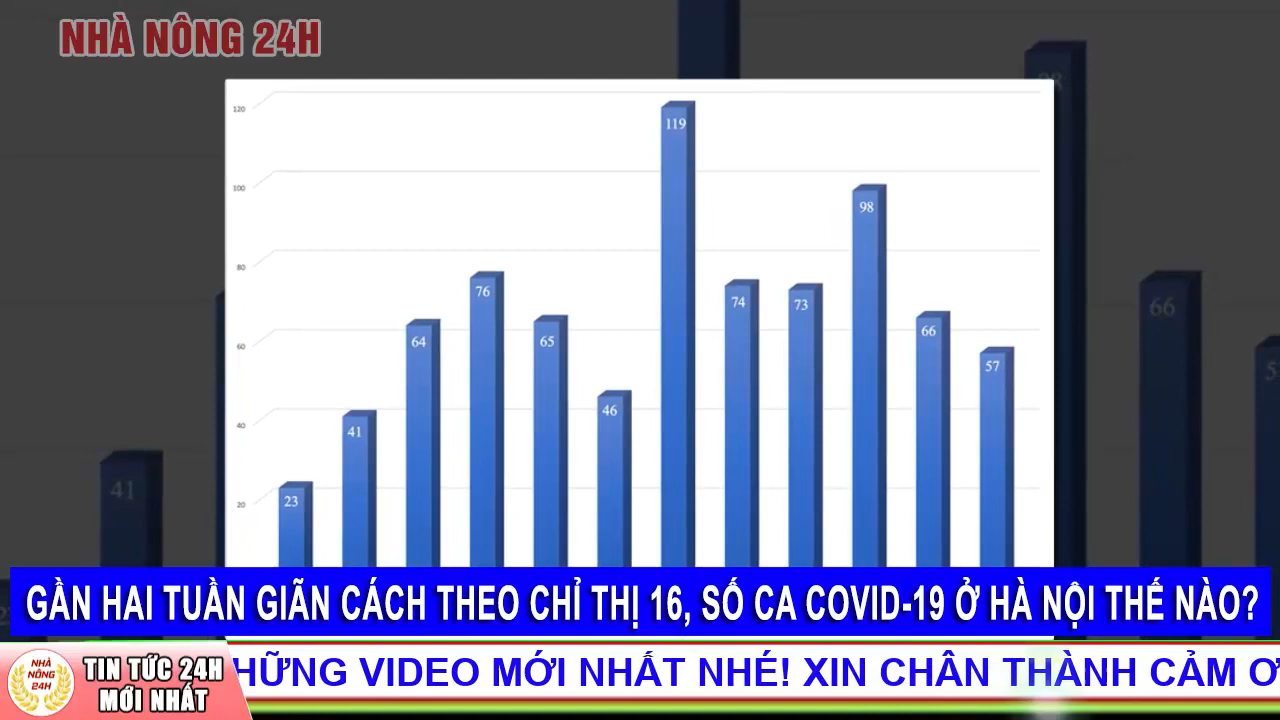 NHÀ NÔNG 24H
120
100
80
60
40
20
23
41
64
76
65
46
119
74
73
98
66
57
41
98
66
GẦN HAI TUẦN GIÃN CÁCH THEO CHỈ THỊ 16, SỐ CA COVID-19 Ở HÀ NỘI THẾ NÀO?
NHÀ
NÔNG
24H
TIN TỨC 24H
MỚI NHẤT
HỮNG VIDEO MỚI NHẤT NHÉ! XIN CHÂN THÀNH CẢM Ơ